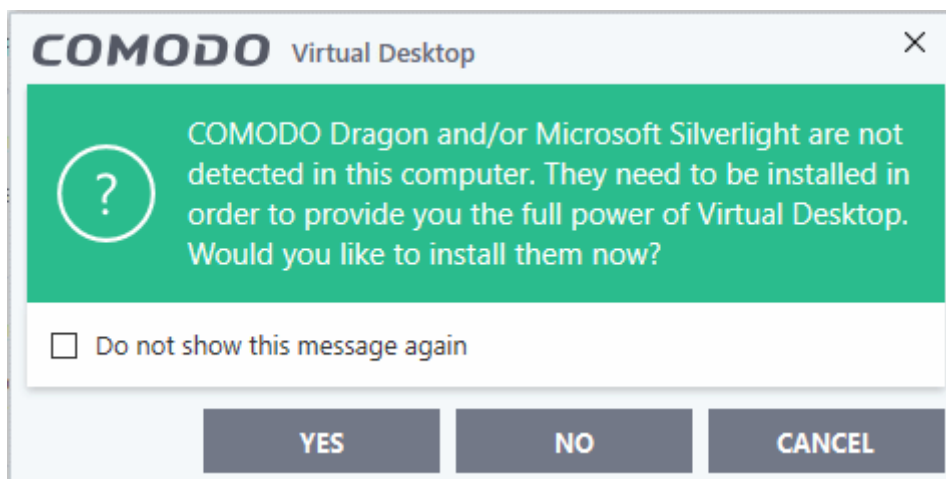 COMODO Virtual Desktop
COMODO Dragon and/or Microsoft Silverlight are not
detected in this computer. They need to be installed in
order to provide you the full power of Virtual Desktop.
Would you like to install them now?
Do not show this message again
YES NO CANCEL